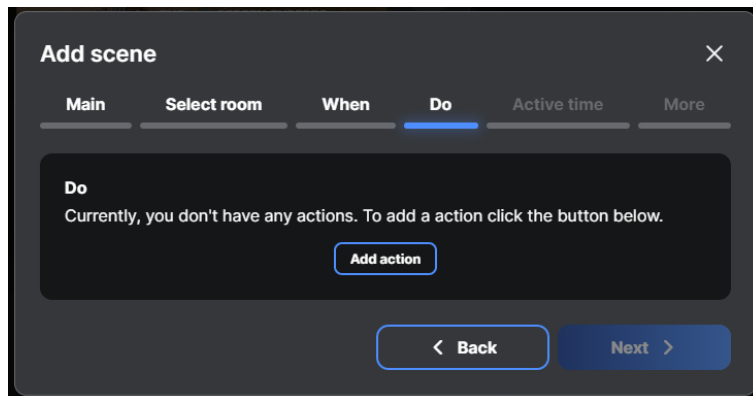 Add scene
Main Select room When Do Active time More
Do
Currently, you don't have any actions. To add a action click the button below.
Add action
Back Next